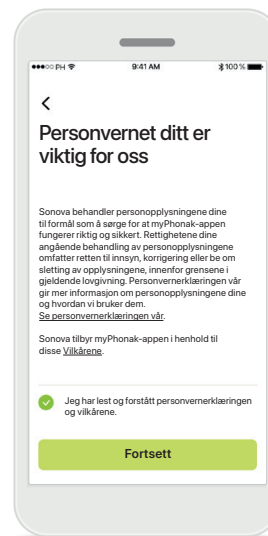 PH 9:41 AM 100 %
Personvernet ditt er
viktig for oss
Sonova behandler personopplysningene dine
til formål som å sørge for at myPhonak-appen
fungerer riktig og sikkert. Rettighetene dine
angående behandling av personopplysningene
omfatter retten til innsyn, korrigering eller be om
sletting av opplysningene, innenfor grensene i
gjeldende lovgivning. Personvernerklæringen vår
gir mer informasjon om personopplysningene dine
og hvordan vi bruker dem.
Se personvernerklæringen vår.
Sonova tilbyr myPhonak-appen i henhold til
disse Vilkårene.
Jeg har lest og forstått personvernerklæringen
og vilkårene.
Fortsett